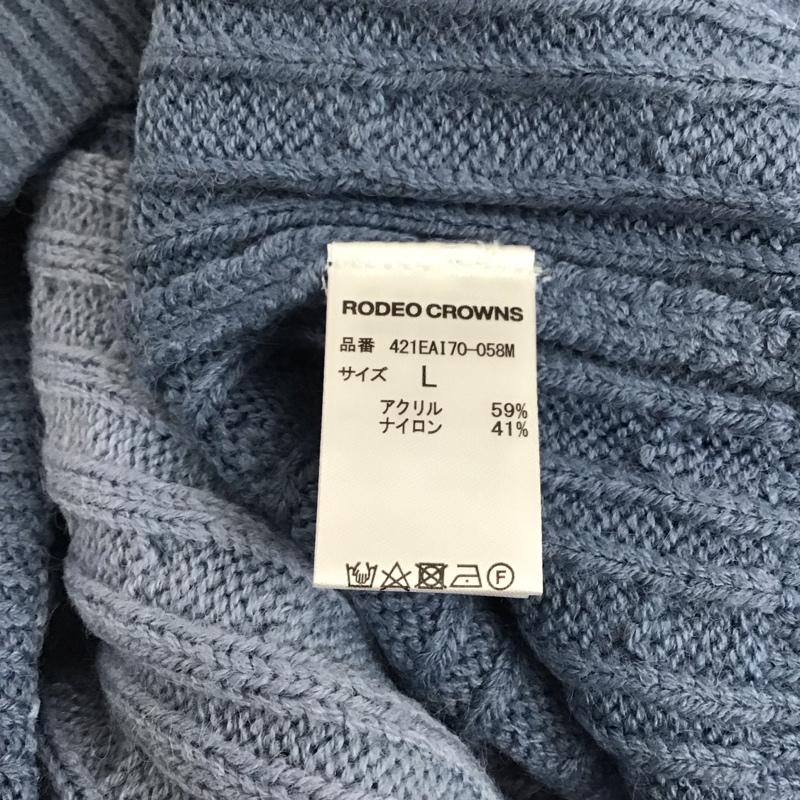 RODEO CROWNS
品番 421EAI70-058M
サイズ L
アクリル 59%
ナイロン 41%
F